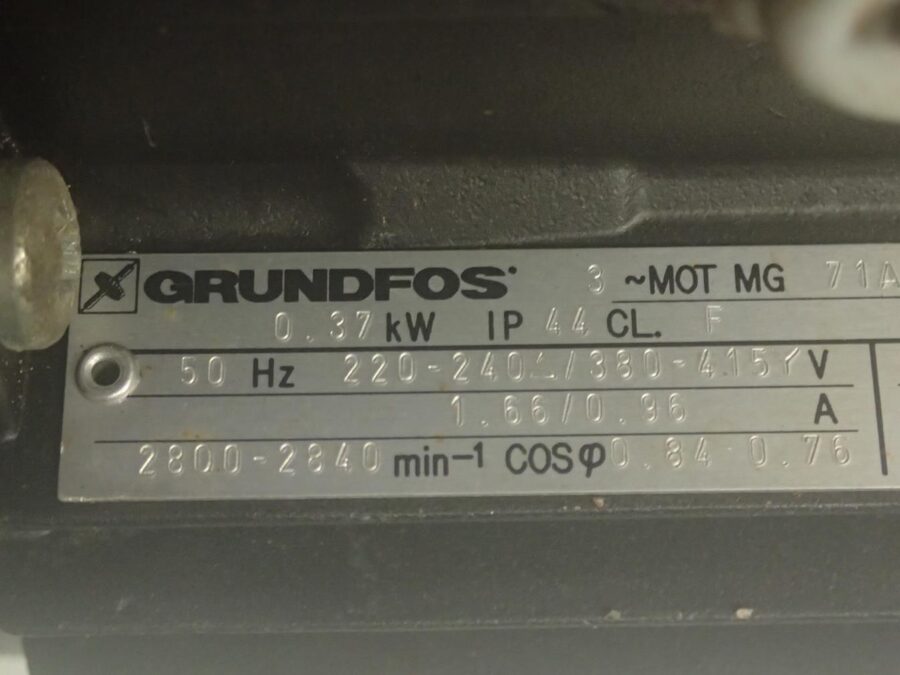 GRUNDFOS 3 ~MOT MG 71A
0.37 kW IP 44 CL. F
50 Hz 220-240△/380-415Y V
1.66/0.96 A
2800-2840 min-1 COSφ 0.84-0.76